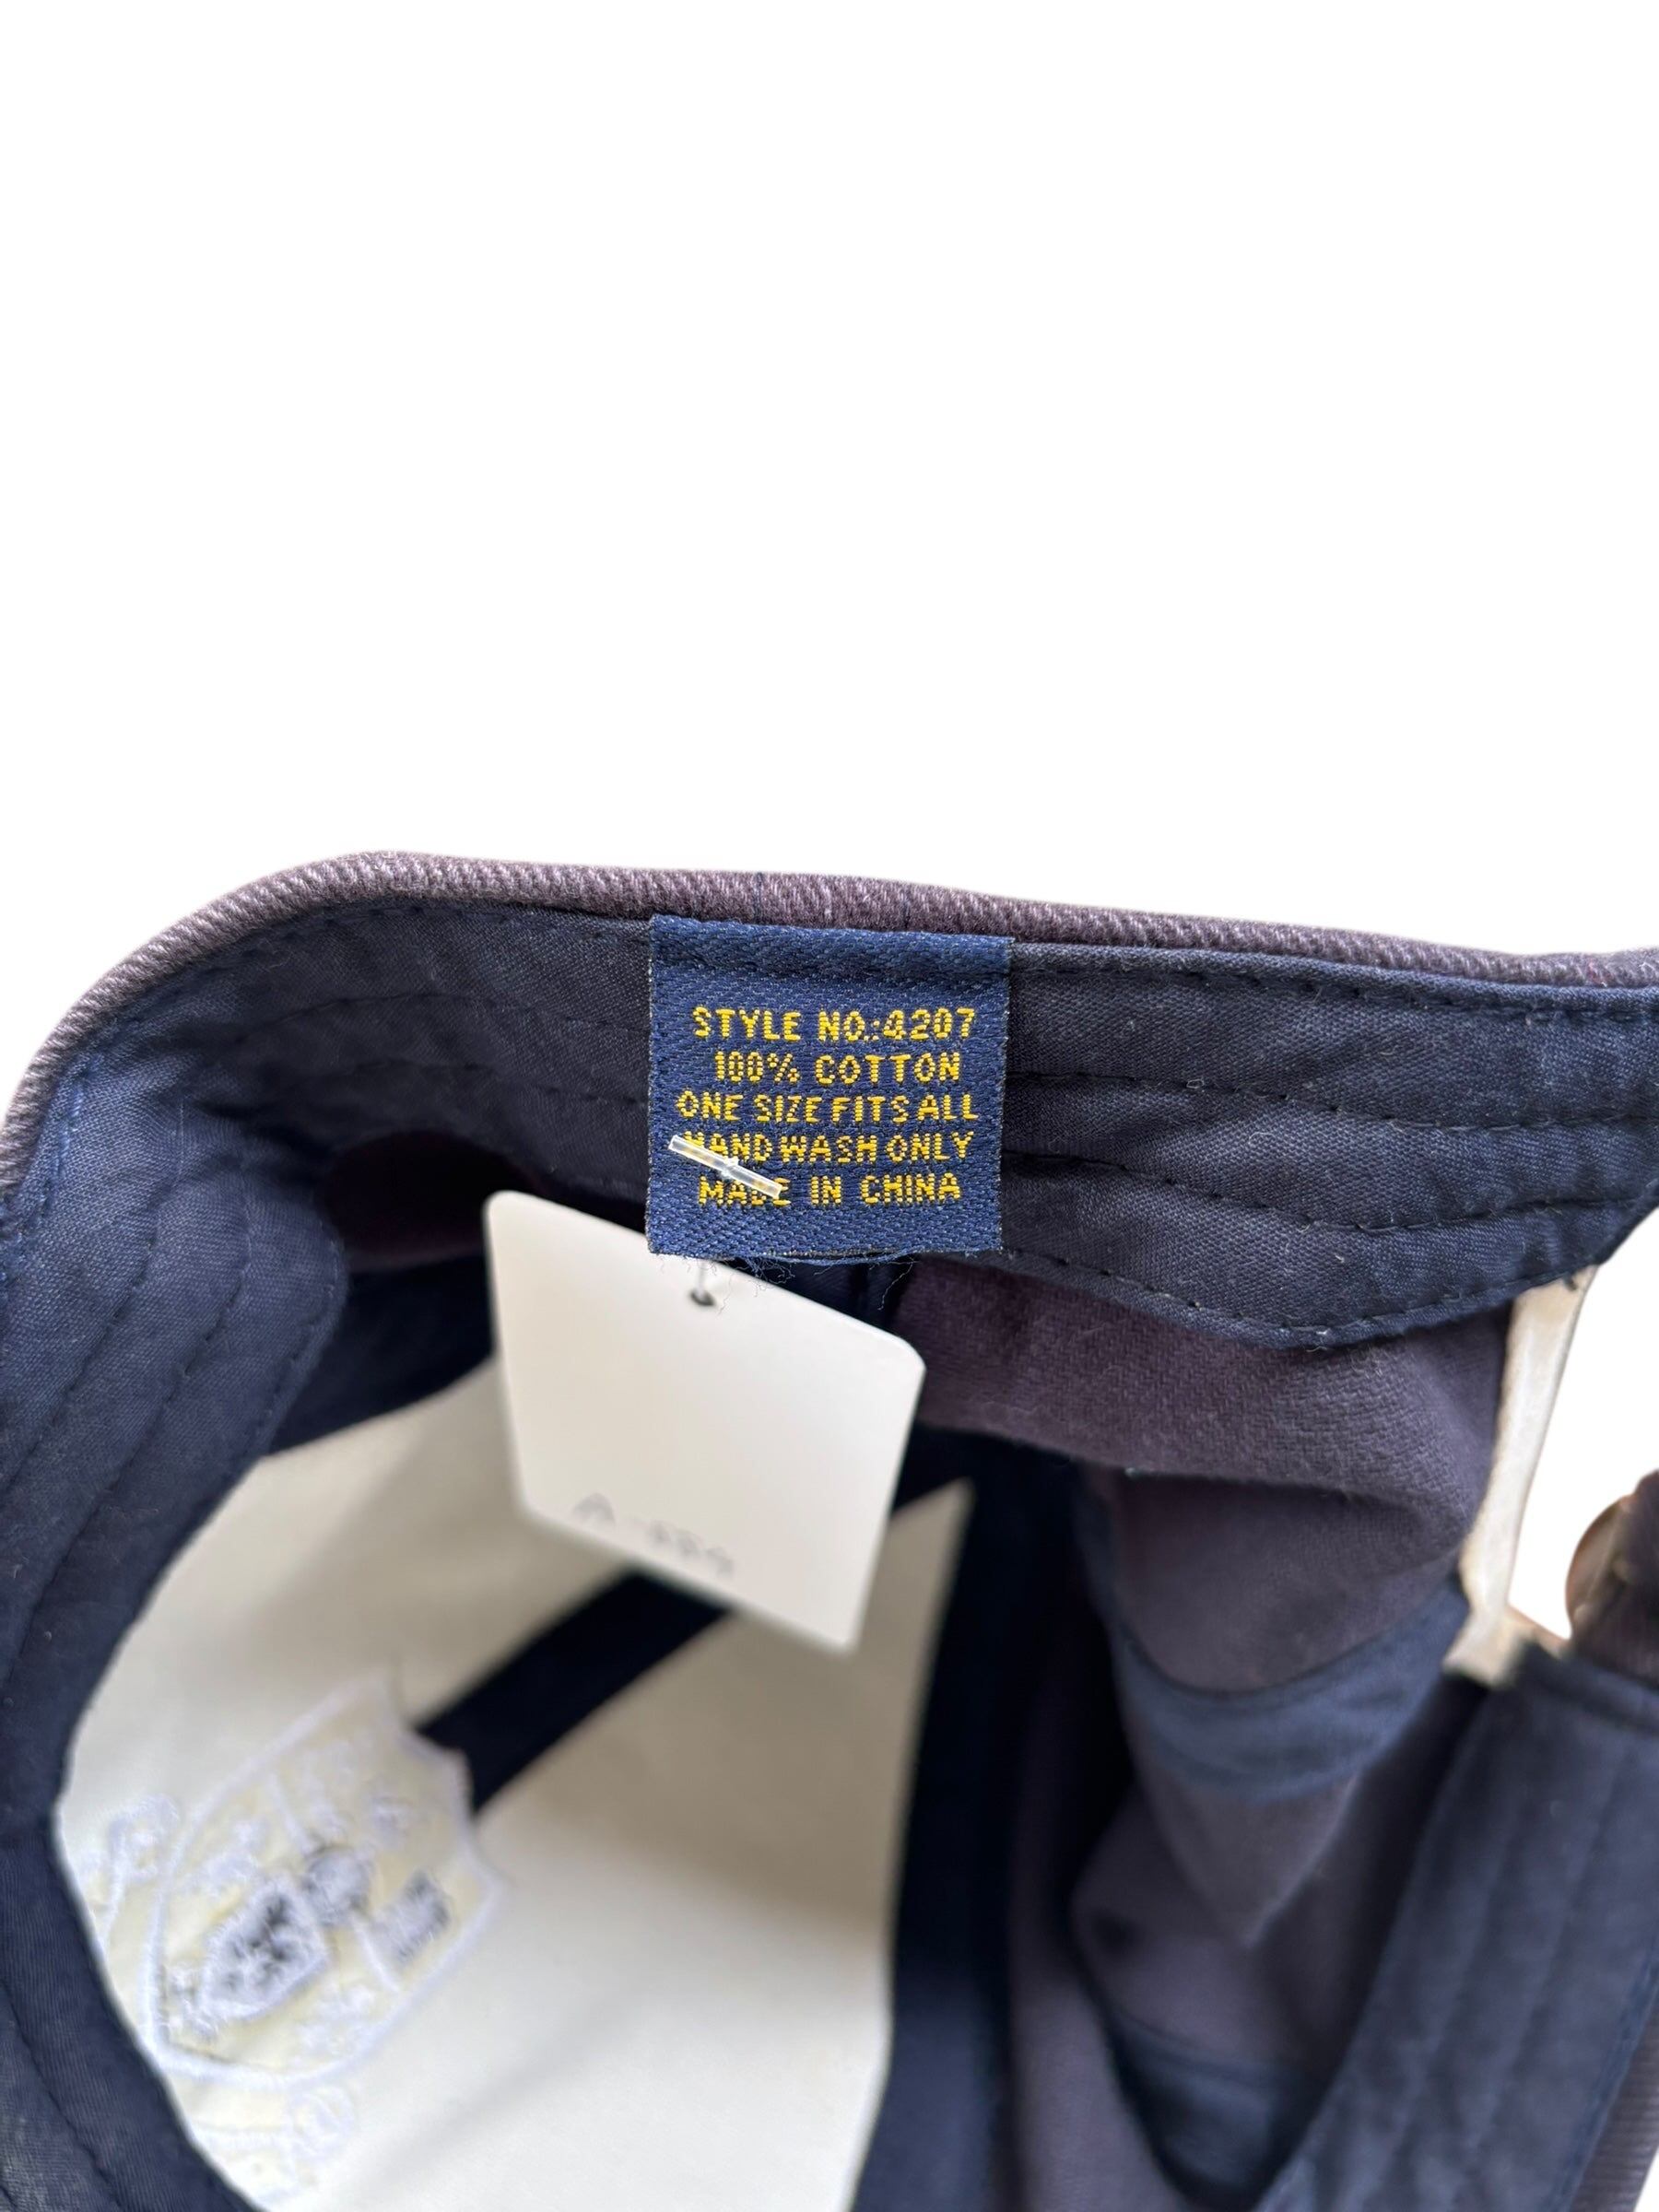 STYLE NO.:4207
100% COTTON
ONE SIZE FITS ALL
HAND WASH ONLY
MADE IN CHINA